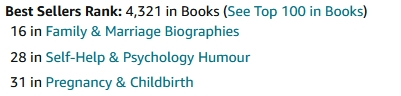 Best Sellers Rank: 4,321 in Books (See Top 100 in Books)
16 in Family & Marriage Biographies
28 in Self-Help & Psychology Humour
31 in Pregnancy & Childbirth